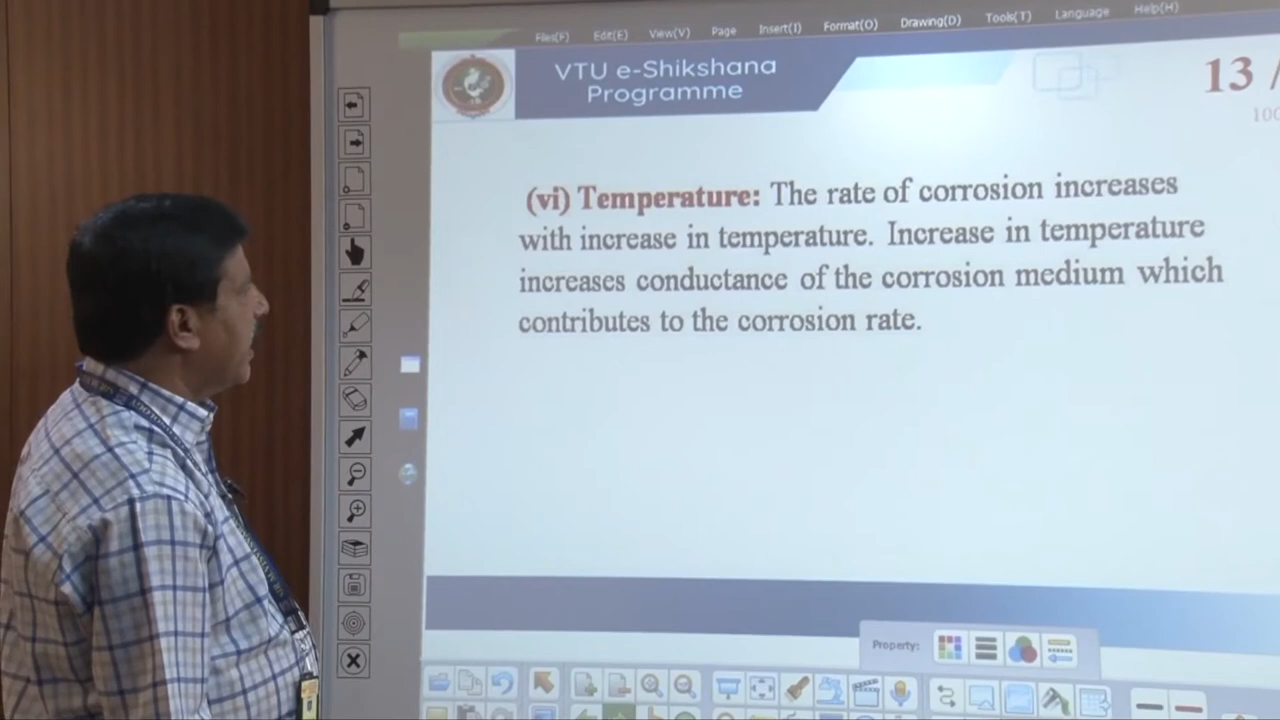 Files(F) Edit(E) View(V) Page Insert(I) Format(O) Drawing(D) Tools(T) Language Help(H)
VTU e-Shikshana
Programme
13 /
100
(vi) Temperature: The rate of corrosion increases
with increase in temperature. Increase in temperature
increases conductance of the corrosion medium which
contributes to the corrosion rate.
Property: